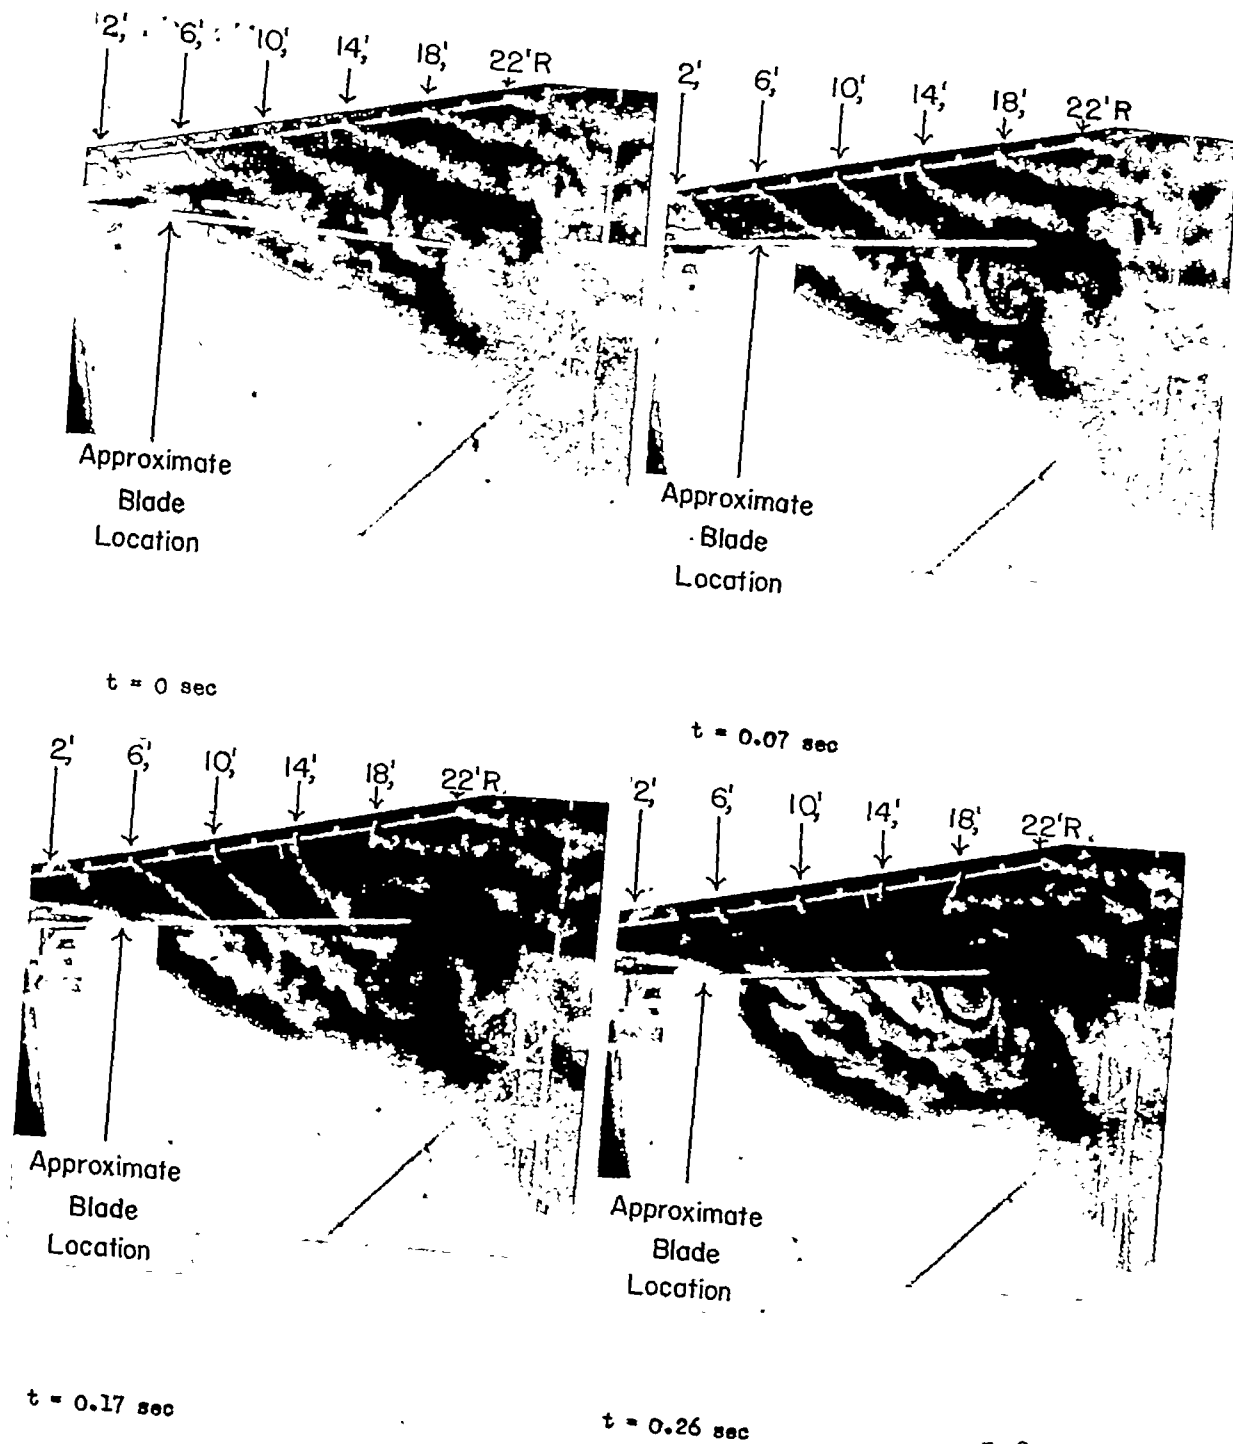 2', 6', 10', 14', 18', 22'R
Approximate
Blade
Location
t = 0 sec
2', 6', 10', 14', 18', 22'R
Approximate
Blade
Location
t = 0.07 sec
2', 6', 10', 14', 18', 22'R
Approximate
Blade
Location
t = 0.17 sec
2', 6', 10', 14', 18', 22'R
Approximate
Blade
Location
t = 0.26 sec